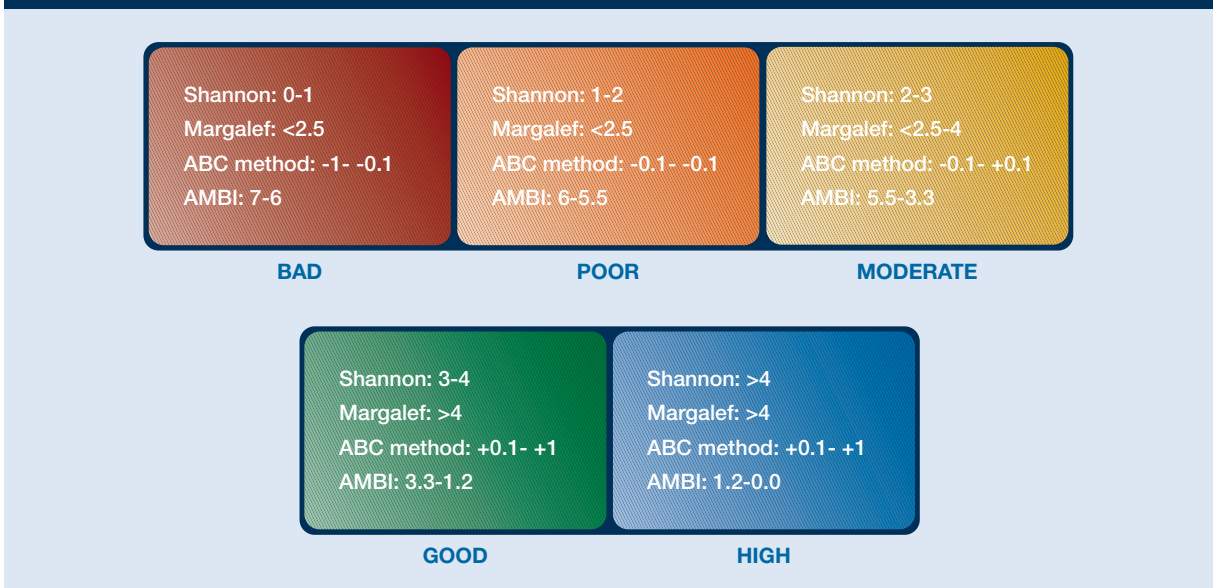 Shannon: 0-1
Margalef: <2.5
ABC method: -1- -0.1
AMBI: 7-6
BAD
Shannon: 1-2
Margalef: <2.5
ABC method: -0.1- -0.1
AMBI: 6-5.5
POOR
Shannon: 2-3
Margalef: <2.5-4
ABC method: -0.1- +0.1
AMBI: 5.5-3.3
MODERATE
Shannon: 3-4
Margalef: >4
ABC method: +0.1- +1
AMBI: 3.3-1.2
GOOD
Shannon: >4
Margalef: >4
ABC method: +0.1- +1
AMBI: 1.2-0.0
HIGH